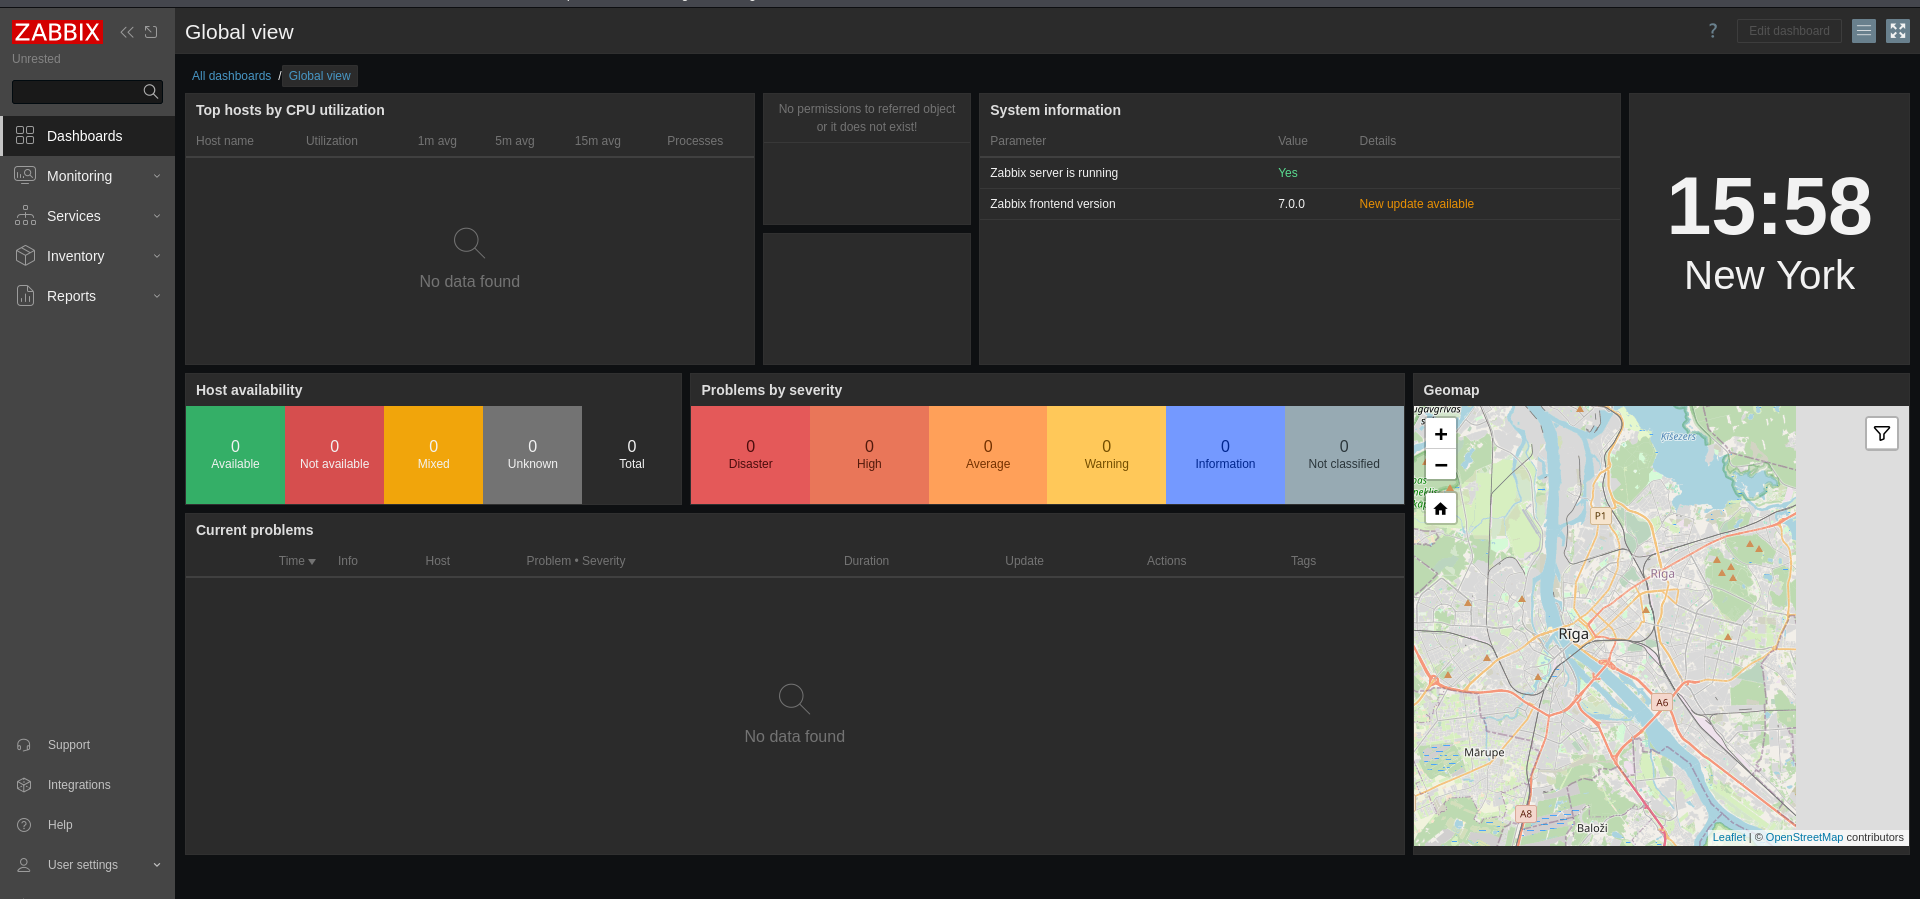 ZABBIX
Unrested
Dashboards
Monitoring
Services
Inventory
Reports
Support
Integrations
Help
User settings
Global view
?
Edit dashboard
All dashboards / Global view
Top hosts by CPU utilization
Host name Utilization 1m avg 5m avg 15m avg Processes
No data found
No permissions to referred object
or it does not exist!
System information
Parameter Value Details
Zabbix server is running Yes
Zabbix frontend version 7.0.0 New update available
15:58
New York
Host availability
0 0 0 0 0
Available Not available Mixed Unknown Total
Problems by severity
0 0 0 0 0 0
Disaster High Average Warning Information Not classified
Current problems
Time Info Host Problem • Severity Duration Update Actions Tags
No data found
Geomap
+
−
Ķīšezers
P1
Rīga
Rīga
A6
Mārupe
A8
Baloži
Leaflet | © OpenStreetMap contributors